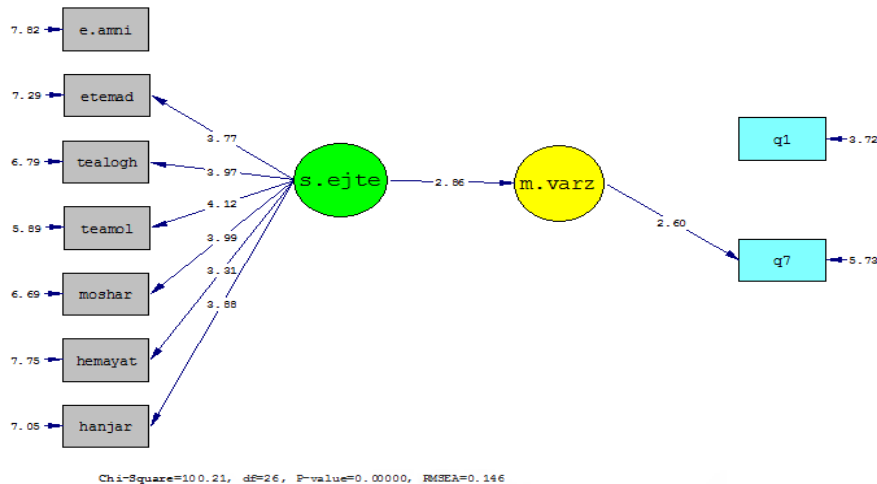 7.82 e.amni
7.29 etemad
3.77
6.79 tealogh
3.97
5.89 teamol
4.12
6.69 moshar
3.99
7.75 hemayat
3.31
7.05 hanjar
3.88
s.ejte
2.86
m.varz
2.60
q1 3.72
q7 5.73
Chi-Square=100.21, df=26, P-value=0.00000, RMSEA=0.146